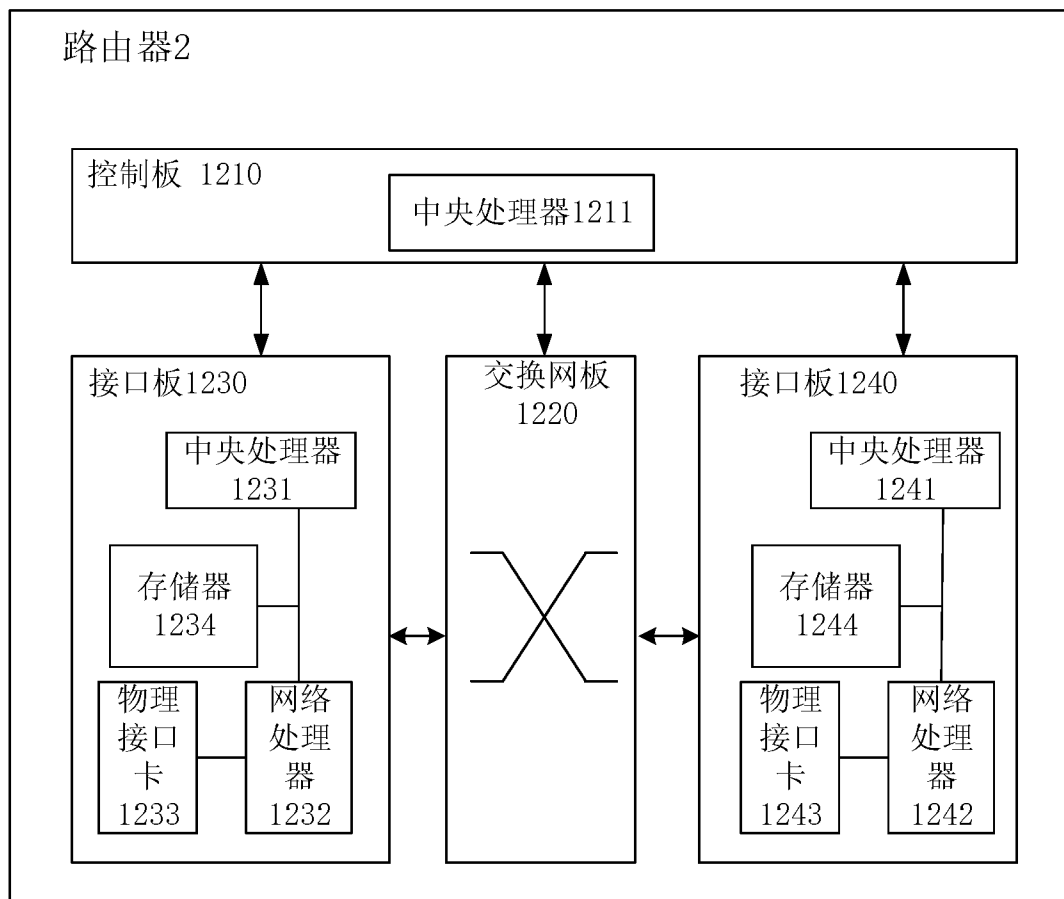 路由器2
控制板 1210
中央处理器1211
接口板1230
中央处理器
1231
存储器
1234
物理
接口
卡
1233
网络
处理
器
1232
交换网板
1220
接口板1240
中央处理器
1241
存储器
1244
物理
接口
卡
1243
网络
处理
器
1242